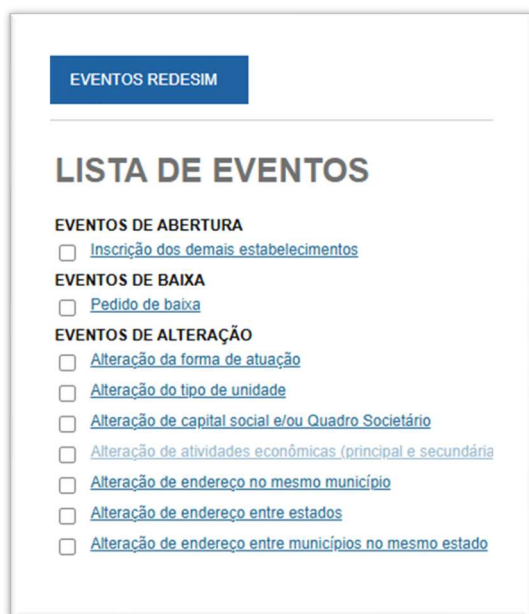 EVENTOS REDESIM
LISTA DE EVENTOS
EVENTOS DE ABERTURA
Inscrição dos demais estabelecimentos
EVENTOS DE BAIXA
Pedido de baixa
EVENTOS DE ALTERAÇÃO
Alteração da forma de atuação
Alteração do tipo de unidade
Alteração de capital social e/ou Quadro Societário
Alteração de atividades econômicas (principal e secundária
Alteração de endereço no mesmo município
Alteração de endereço entre estados
Alteração de endereço entre municípios no mesmo estado